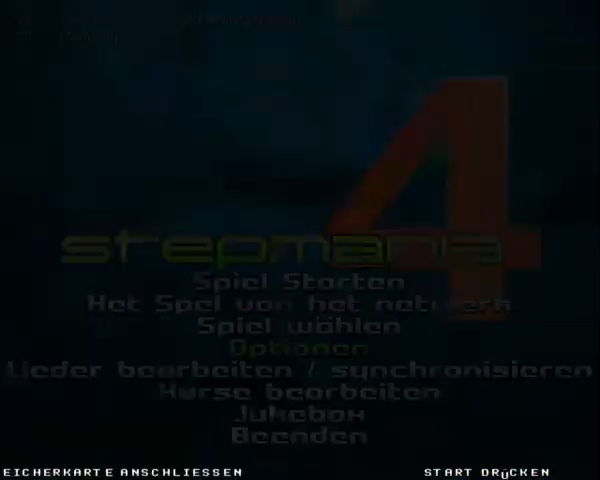 4
stepmania
Spiel Starten
Het Spel van het netwerk
Spiel wählen
Optionen
Lieder bearbeiten / synchronisieren
Kurse bearbeiten
Jukebox
Beenden
EICHERKARTE ANSCHLIESSEN
START DRüCKEN